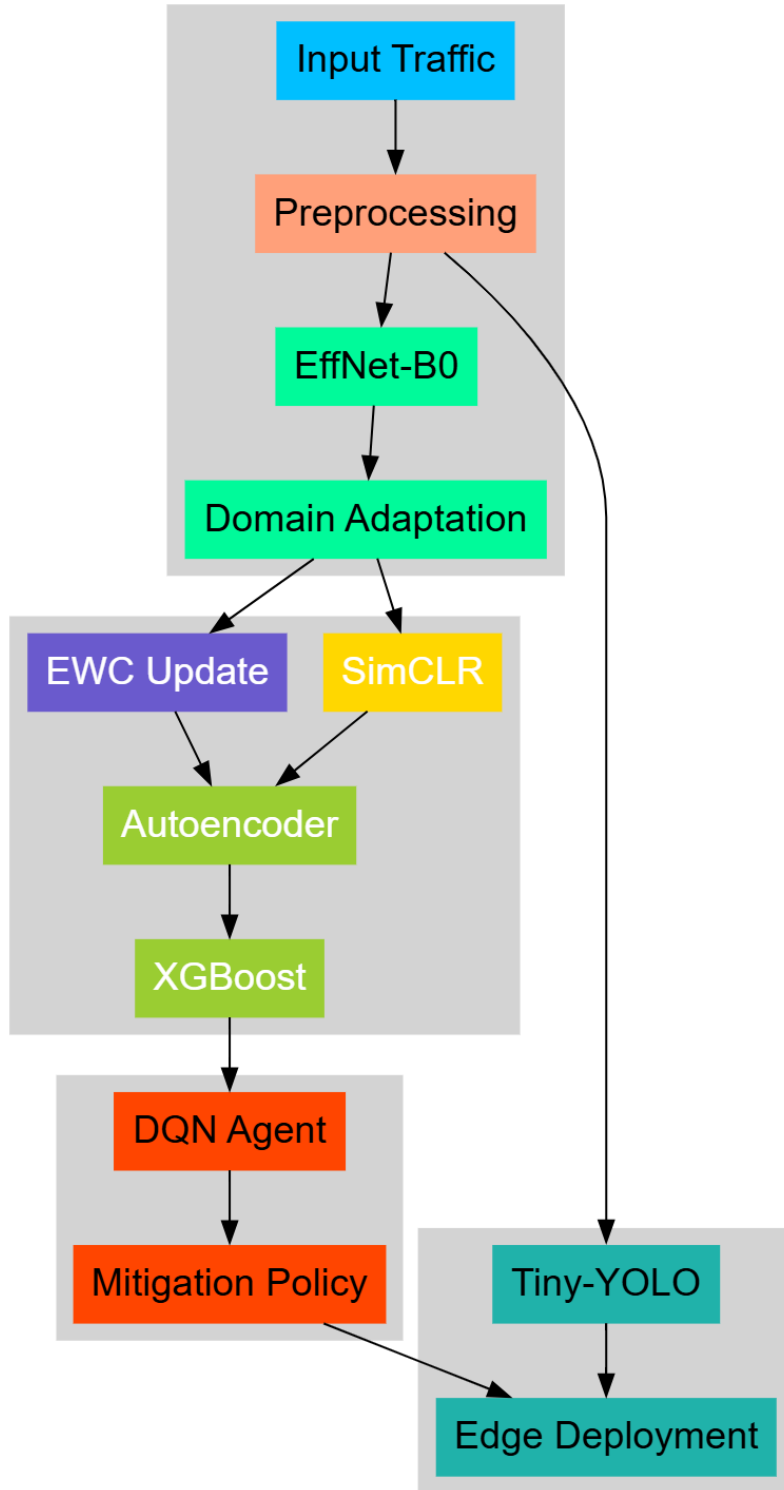 Input Traffic
Preprocessing
EffNet-B0
Domain Adaptation
EWC Update
SimCLR
Autoencoder
XGBoost
DQN Agent
Mitigation Policy
Tiny-YOLO
Edge Deployment